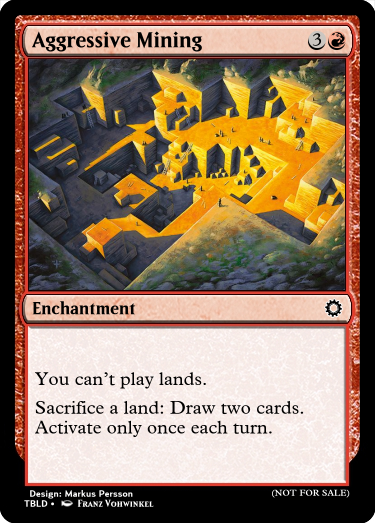 Aggressive Mining 3
Enchantment
You can't play lands.
Sacrifice a land: Draw two cards.
Activate only once each turn.
Design: Markus Persson (NOT FOR SALE)
TBLD • Franz Vohwinkel